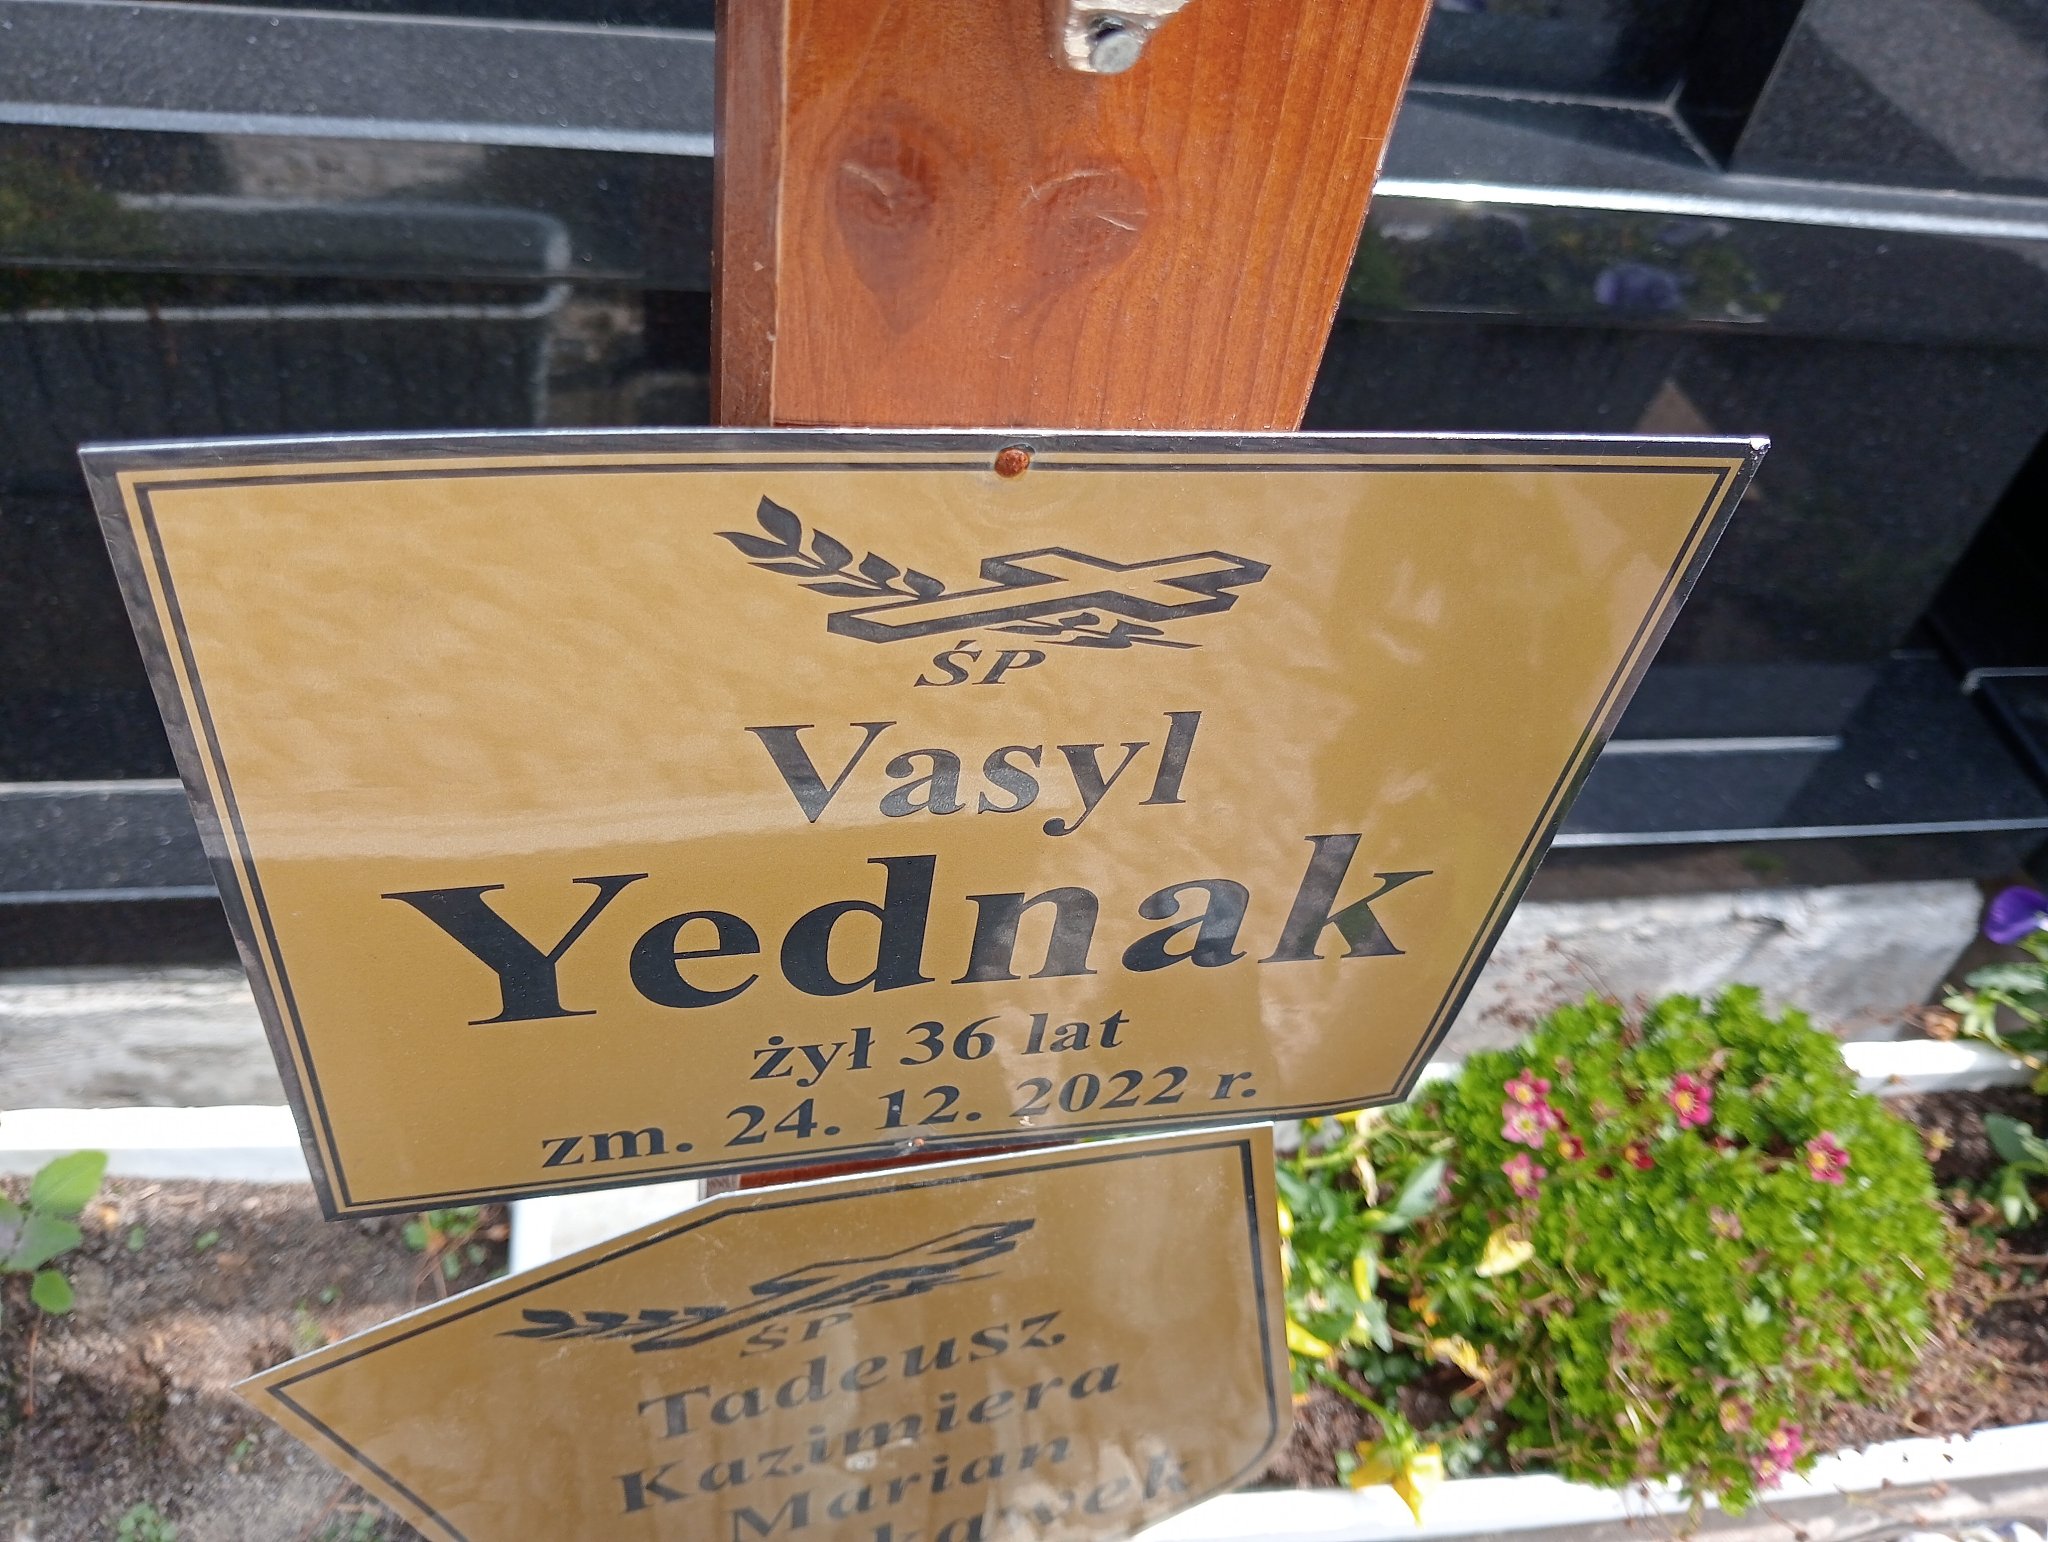 ŚP
Vasyl
Yednak
żył 36 lat
zm. 24. 12. 2022 r.
ŚP
Tadeusz
Kazimiera
Marian